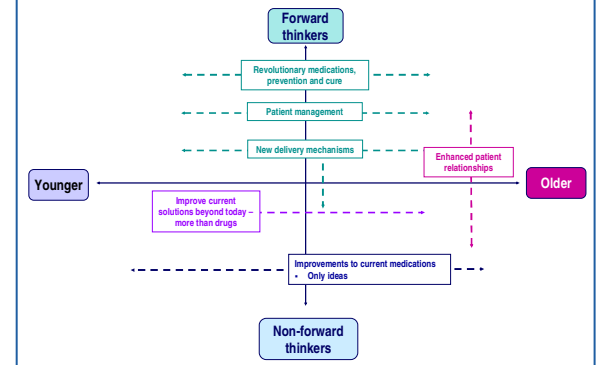 Forward
thinkers
Revolutionary medications,
prevention and cure
Patient management
New delivery mechanisms
Enhanced patient
relationships
Younger
Older
Improve current
solutions beyond today –
more than drugs
Improvements to current medications
• Only ideas
Non-forward
thinkers